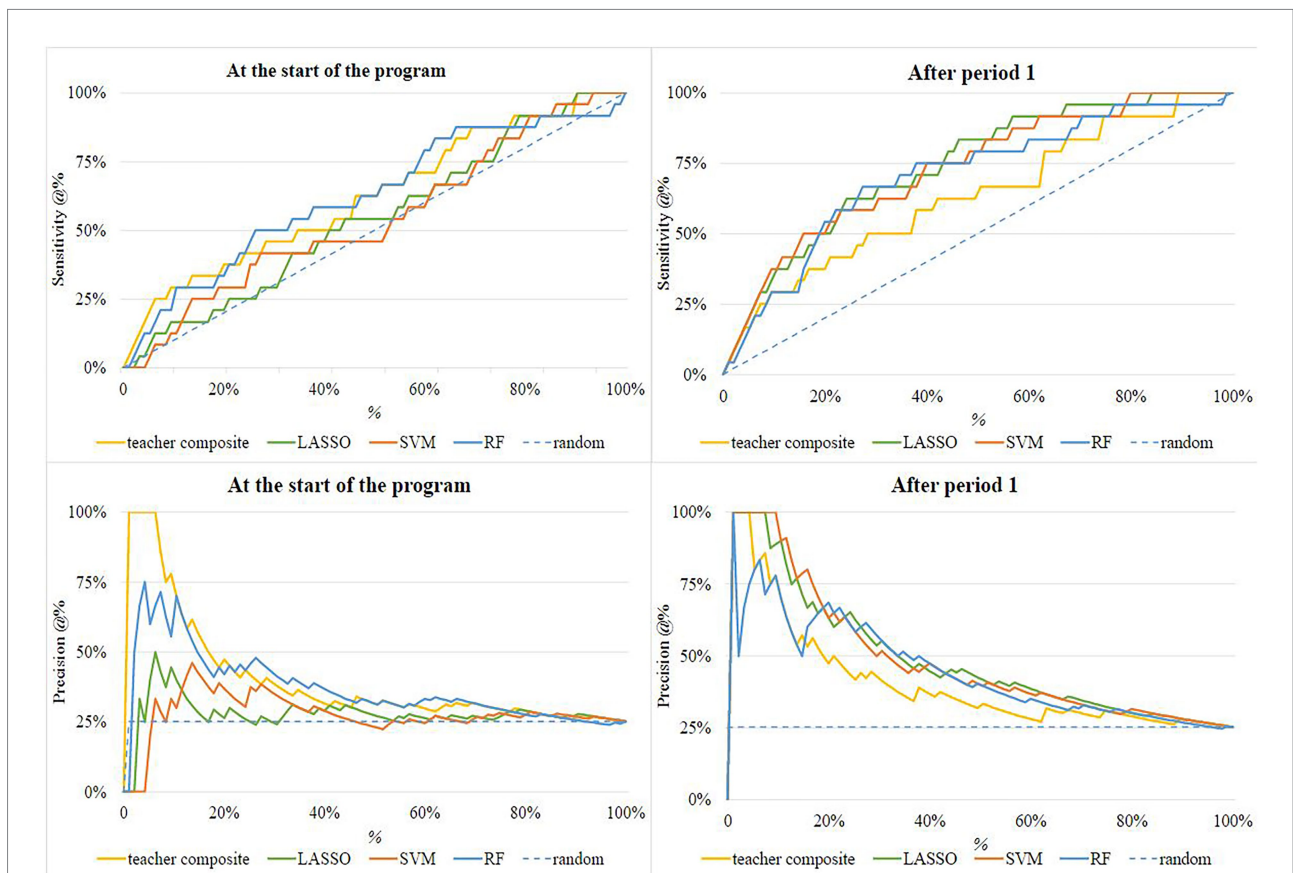 At the start of the program
Sensitivity @%
100%
75%
50%
25%
0%
0 20% 40% 60% 80% 100%
%
teacher composite LASSO SVM RF random
After period 1
Sensitivity @%
100%
75%
50%
25%
0%
0 20% 40% 60% 80% 100%
%
teacher composite LASSO SVM RF random
At the start of the program
Precision @%
100%
75%
50%
25%
0%
0 20% 40% 60% 80% 100%
%
teacher composite LASSO SVM RF random
After period 1
Precision @%
100%
75%
50%
25%
0%
0 20% 40% 60% 80% 100%
%
teacher composite LASSO SVM RF random